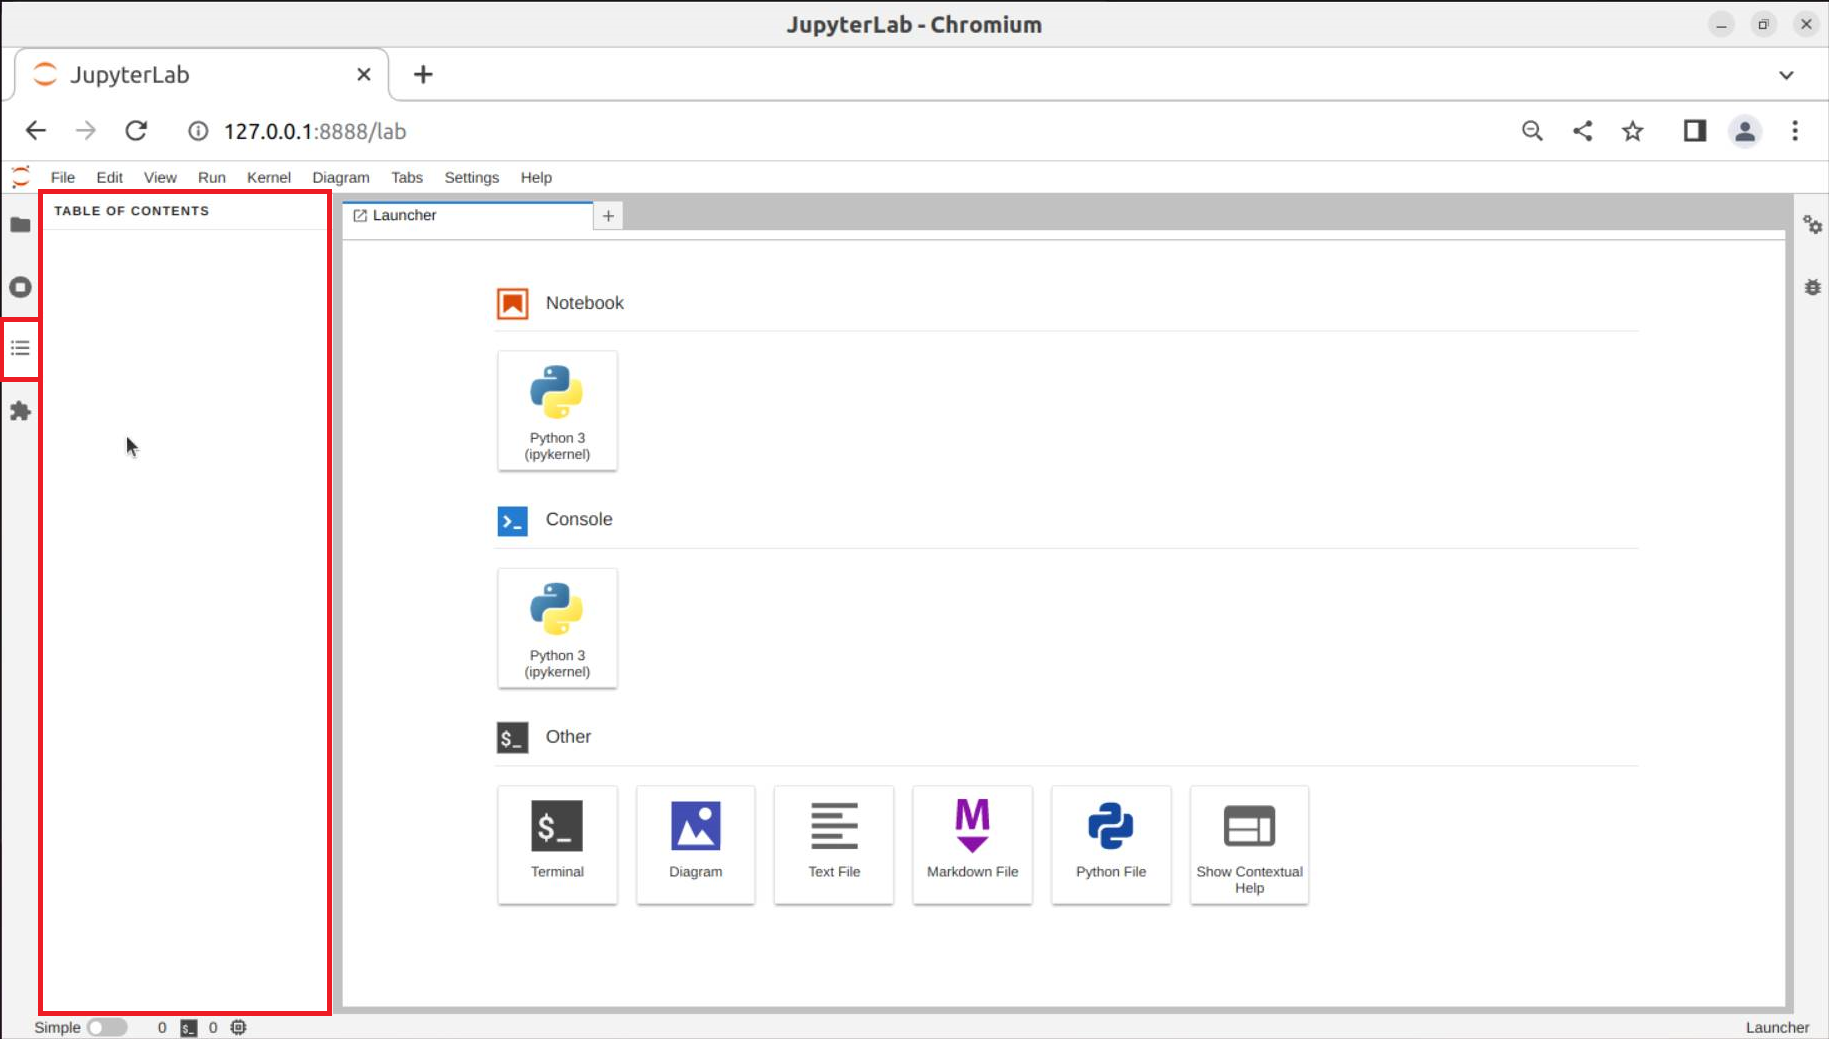 JupyterLab - Chromium
JupyterLab
127.0.0.1:8888/lab
File Edit View Run Kernel Diagram Tabs Settings Help
TABLE OF CONTENTS
Launcher
Notebook
Python 3
(ipykernel)
Console
Python 3
(ipykernel)
$_ Other
$_
Terminal
Diagram
Text File
M
Markdown File
Python File
Show Contextual
Help
Simple 0 $_ 0
Launcher